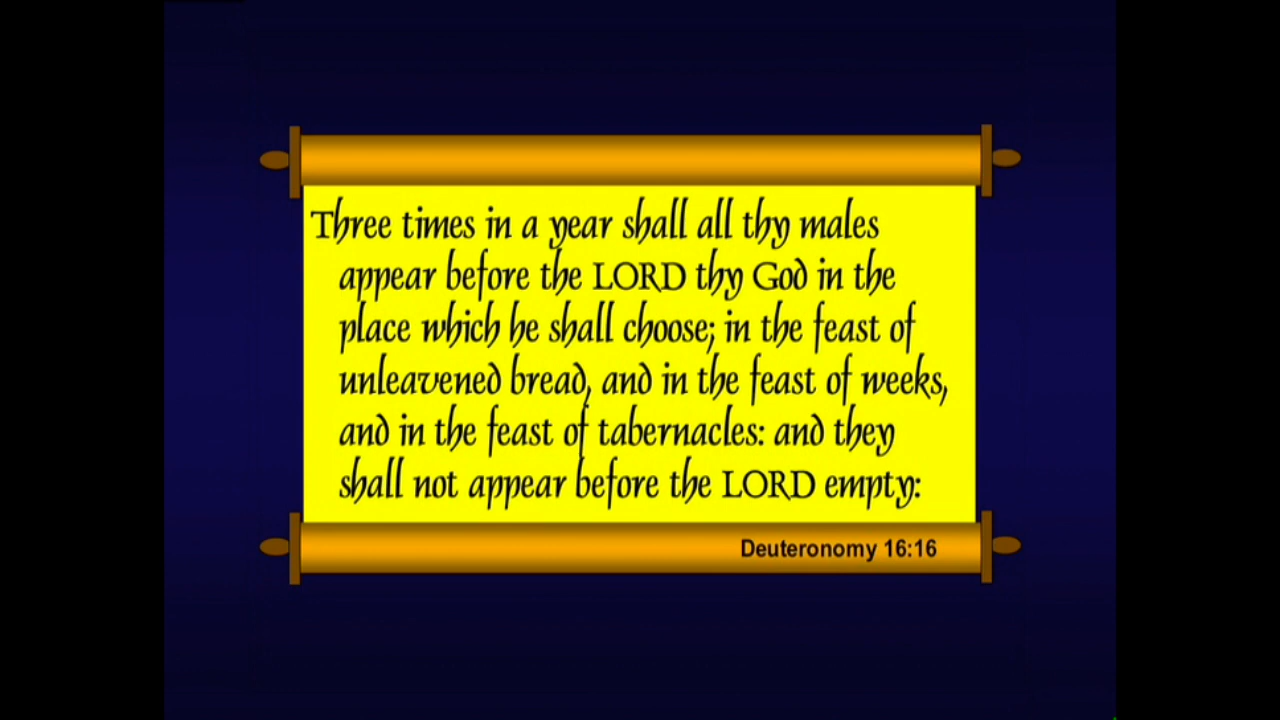 Three times in a year shall all thy males
appear before the LORD thy God in the
place which he shall choose; in the feast of
unleavened bread, and in the feast of weeks,
and in the feast of tabernacles: and they
shall not appear before the LORD empty:
Deuteronomy 16:16